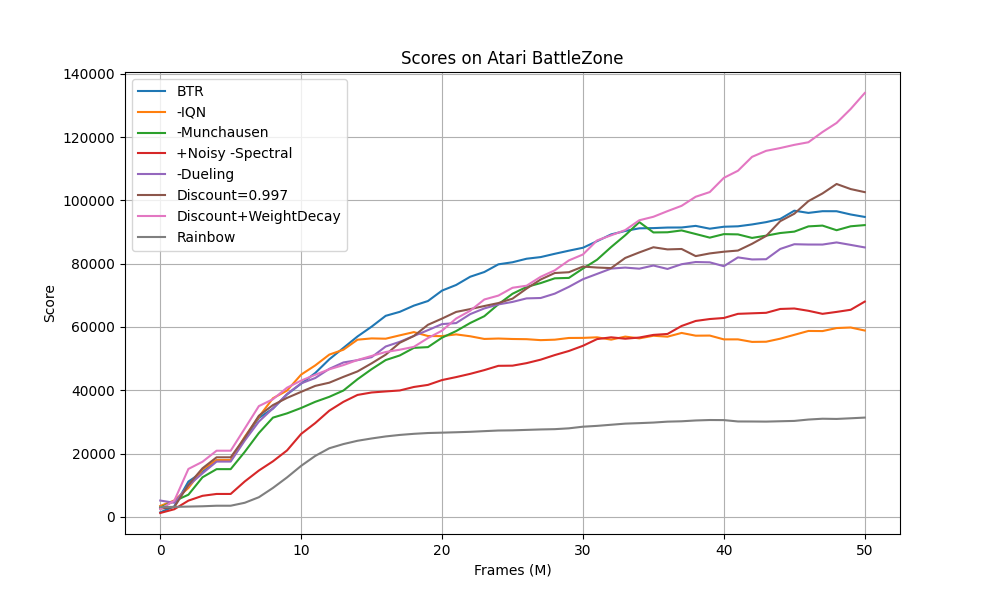 Scores on Atari BattleZone
140000
120000
100000
80000
60000
40000
20000
0
Score
BTR
-IQN
-Munchausen
+Noisy -Spectral
-Dueling
Discount=0.997
Discount+WeightDecay
Rainbow
0 10 20 30 40 50
Frames (M)